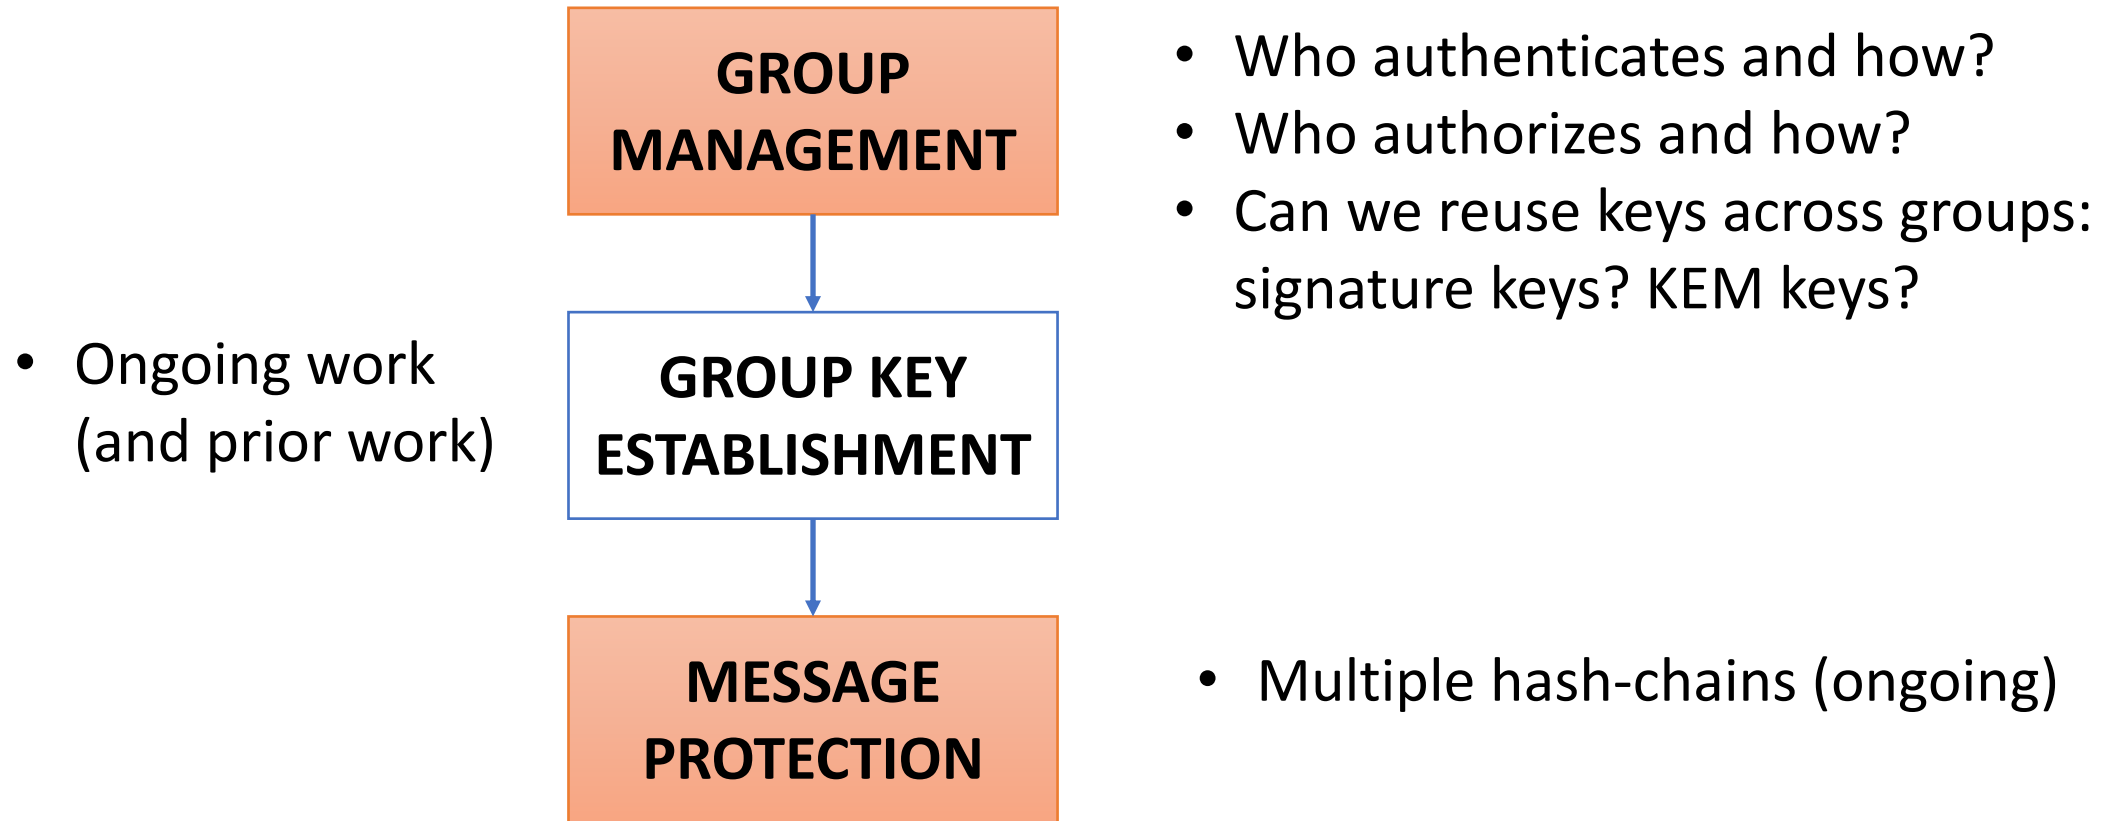 GROUP
MANAGEMENT
• Who authenticates and how?
• Who authorizes and how?
• Can we reuse keys across groups:
signature keys? KEM keys?
• Ongoing work
(and prior work)
GROUP KEY
ESTABLISHMENT
MESSAGE
PROTECTION
• Multiple hash-chains (ongoing)